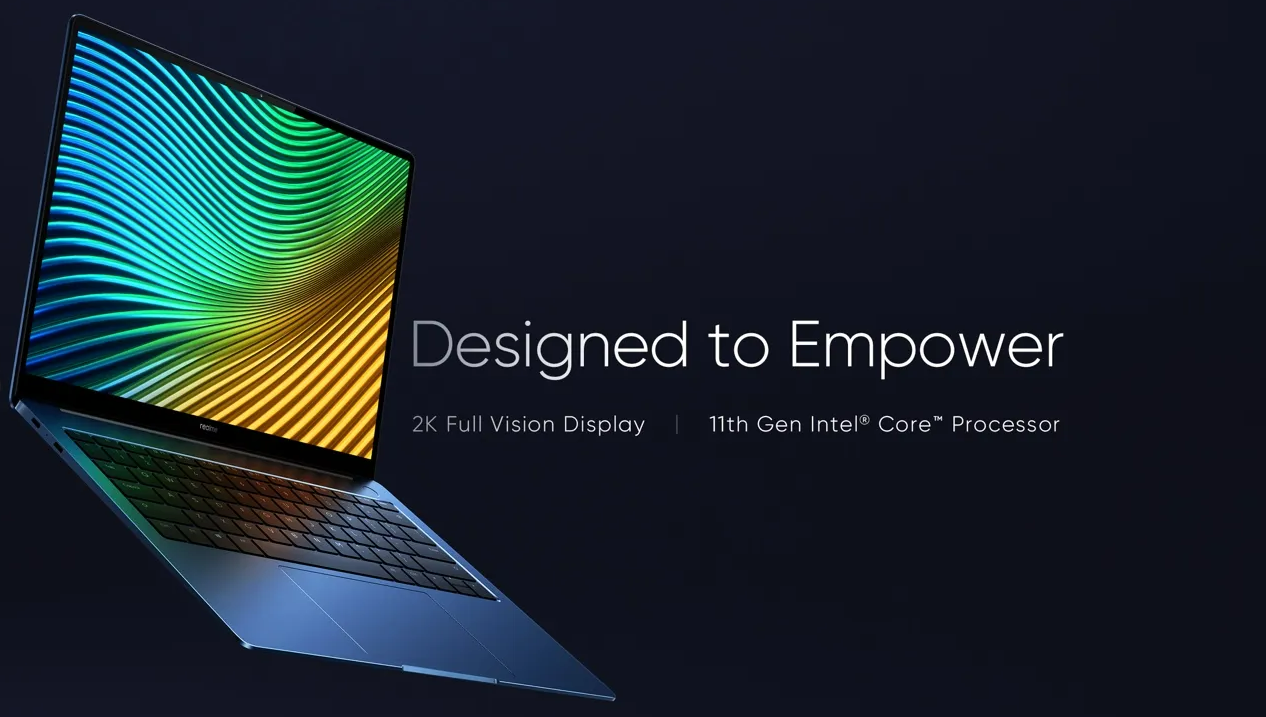 Designed to Empower
2K Full Vision Display | 11th Gen Intel® Core™ Processor
realme